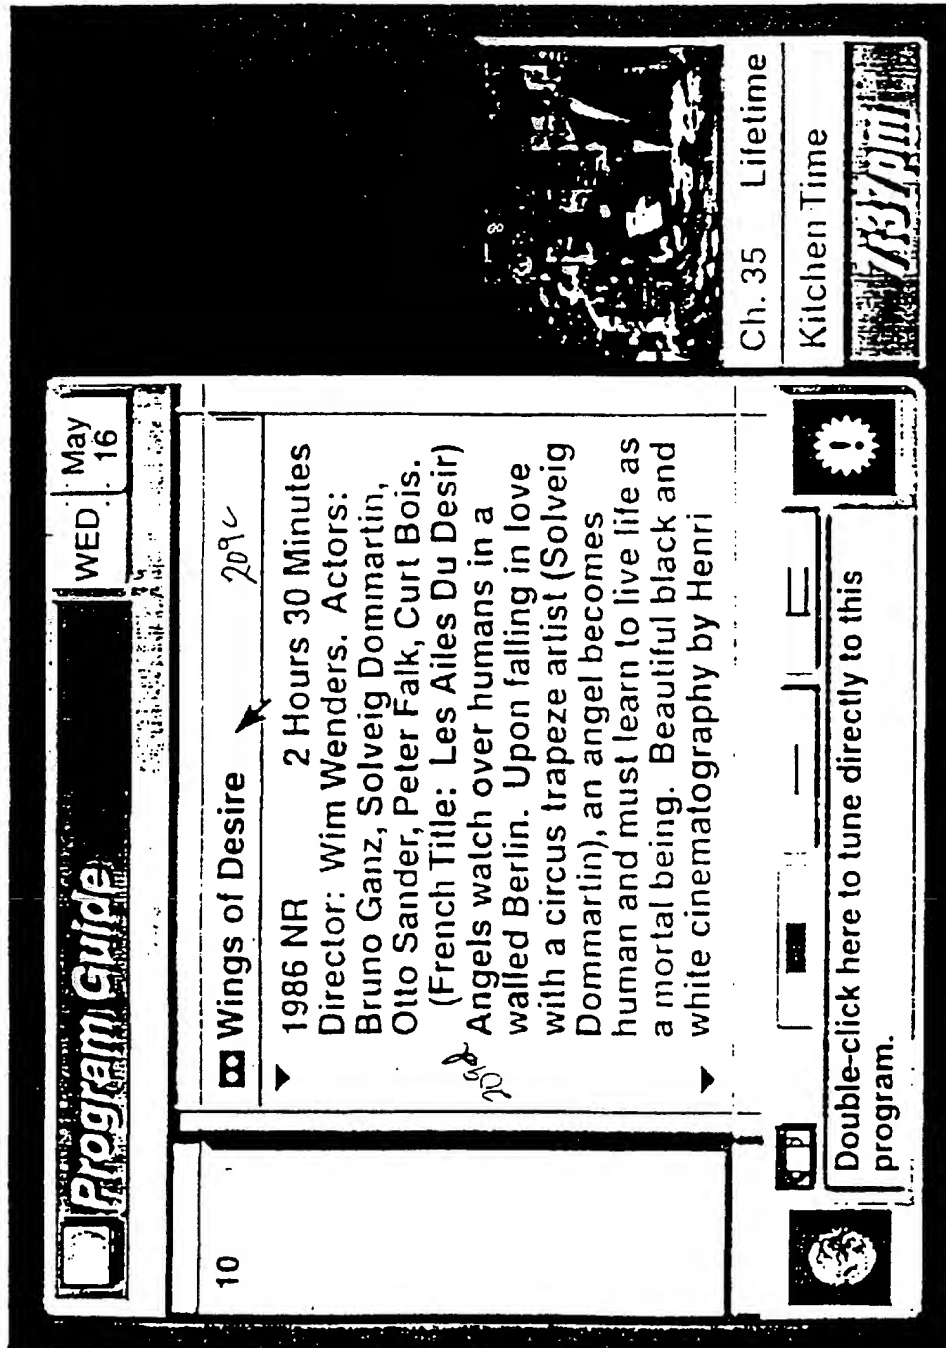 Program Guide
WED
May
16
10
Wings of Desire
209c
1986 NR 2 Hours 30 Minutes
Director: Wim Wenders. Actors:
Bruno Ganz, Solveig Dommartin,
Otto Sander, Peter Falk, Curt Bois.
(French Title: Les Ailes Du Desir)
Angels watch over humans in a
walled Berlin. Upon falling in love
with a circus trapeze artist (Solveig
Dommartin), an angel becomes
human and must learn to live life as
a mortal being. Beautiful black and
white cinematography by Henri
Double-click here to tune directly to this
program.
Ch. 35 Lifetime
Kitchen Time
7:37pm